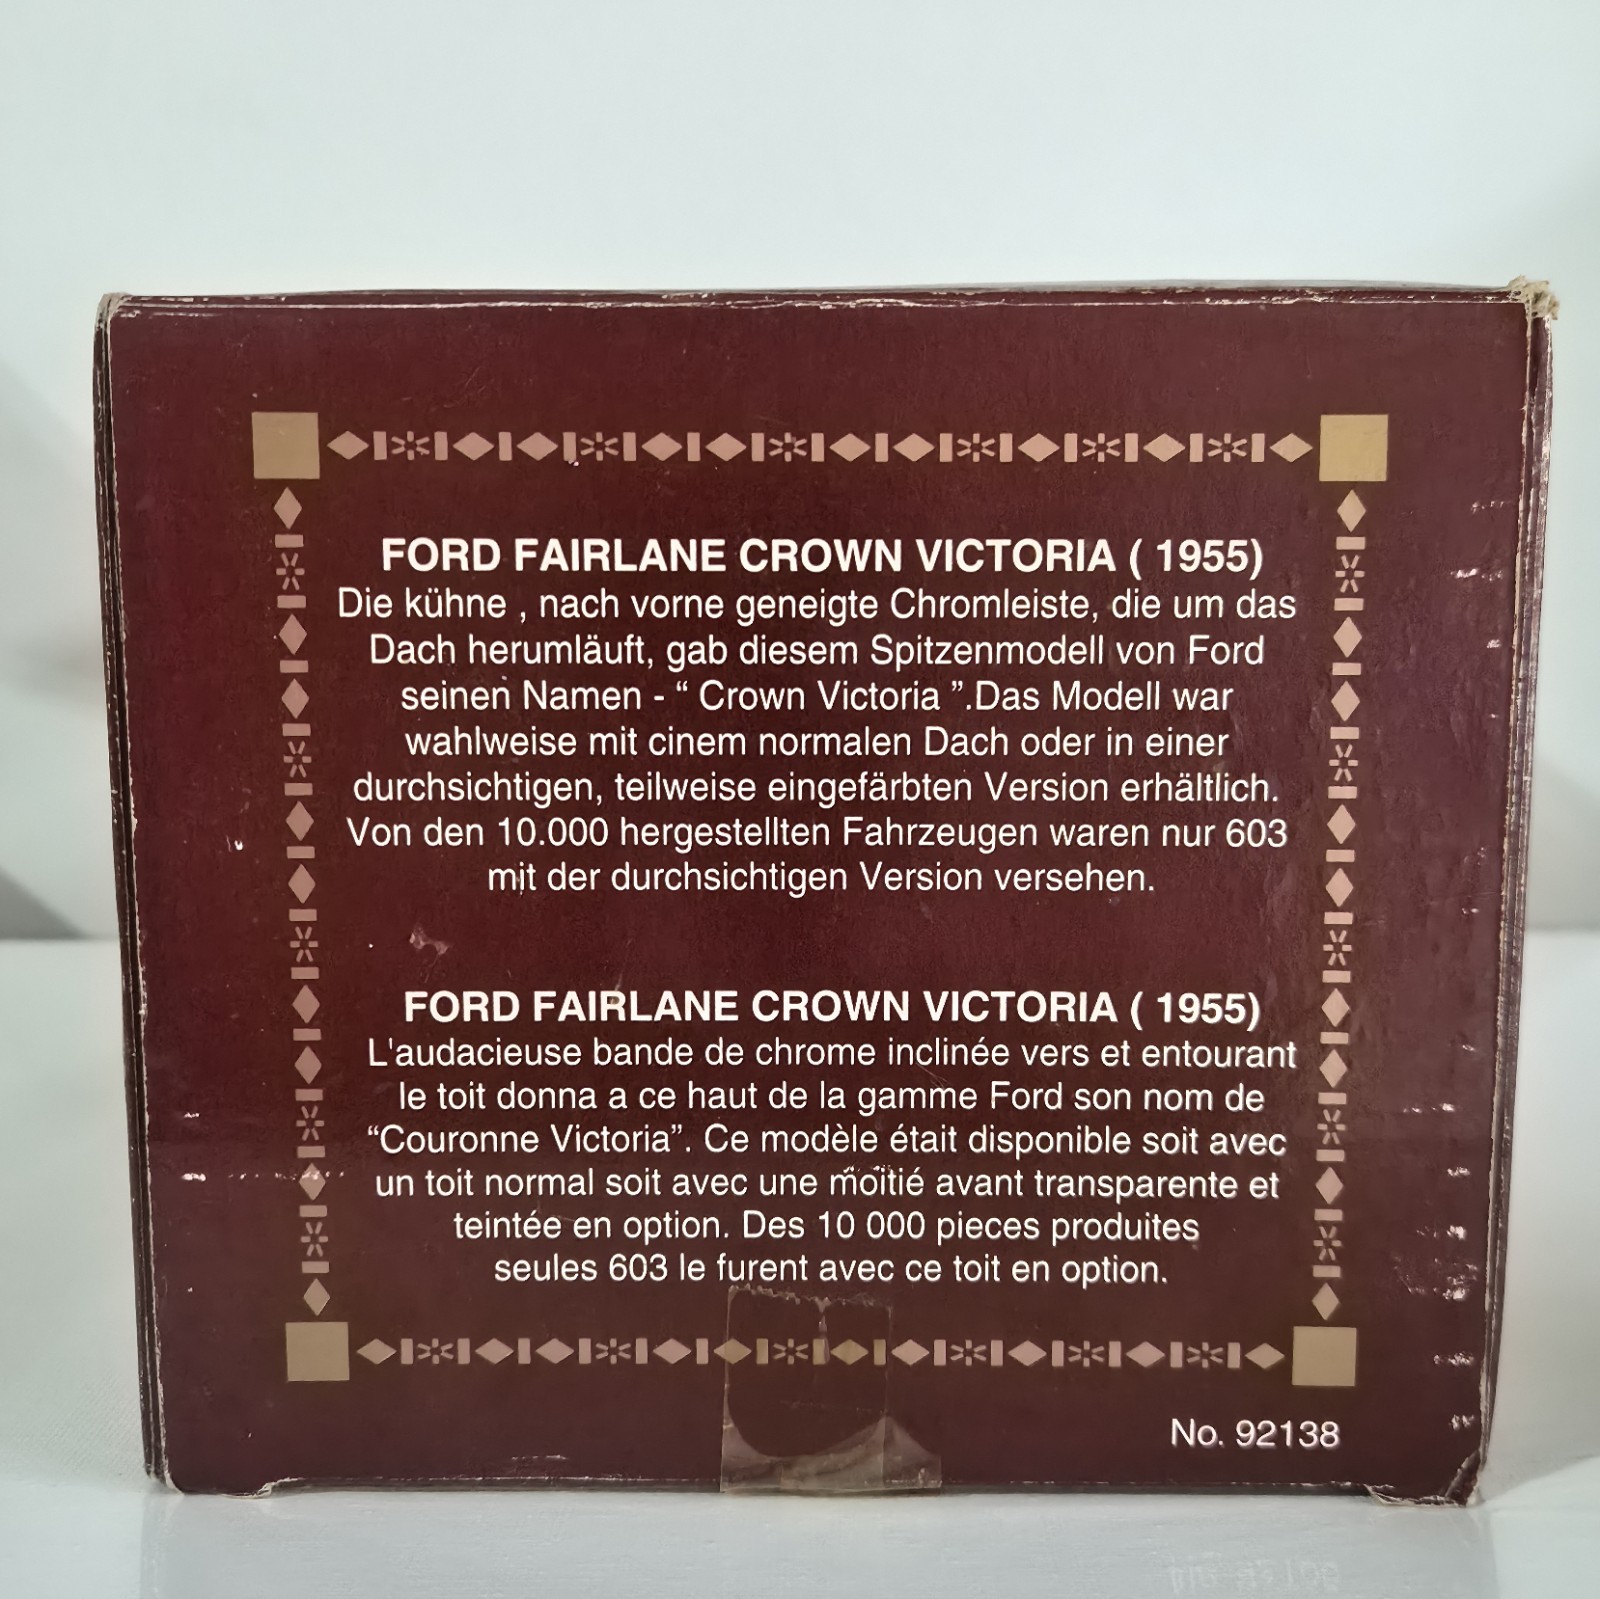 FORD FAIRLANE CROWN VICTORIA ( 1955)
Die kühne , nach vorne geneigte Chromleiste, die um das
Dach herumläuft, gab diesem Spitzenmodell von Ford
seinen Namen - “ Crown Victoria ”.Das Modell war
wahlweise mit cinem normalen Dach oder in einer
durchsichtigen, teilweise eingefärbten Version erhältlich.
Von den 10.000 hergestellten Fahrzeugen waren nur 603
mit der durchsichtigen Version versehen.
FORD FAIRLANE CROWN VICTORIA ( 1955)
L'audacieuse bande de chrome inclinée vers et entourant
le toit donna a ce haut de la gamme Ford son nom de
“Couronne Victoria”. Ce modèle était disponible soit avec
un toit normal soit avec une moitié avant transparente et
teintée en option. Des 10 000 pieces produites
seules 603 le furent avec ce toit en option.
No. 92138